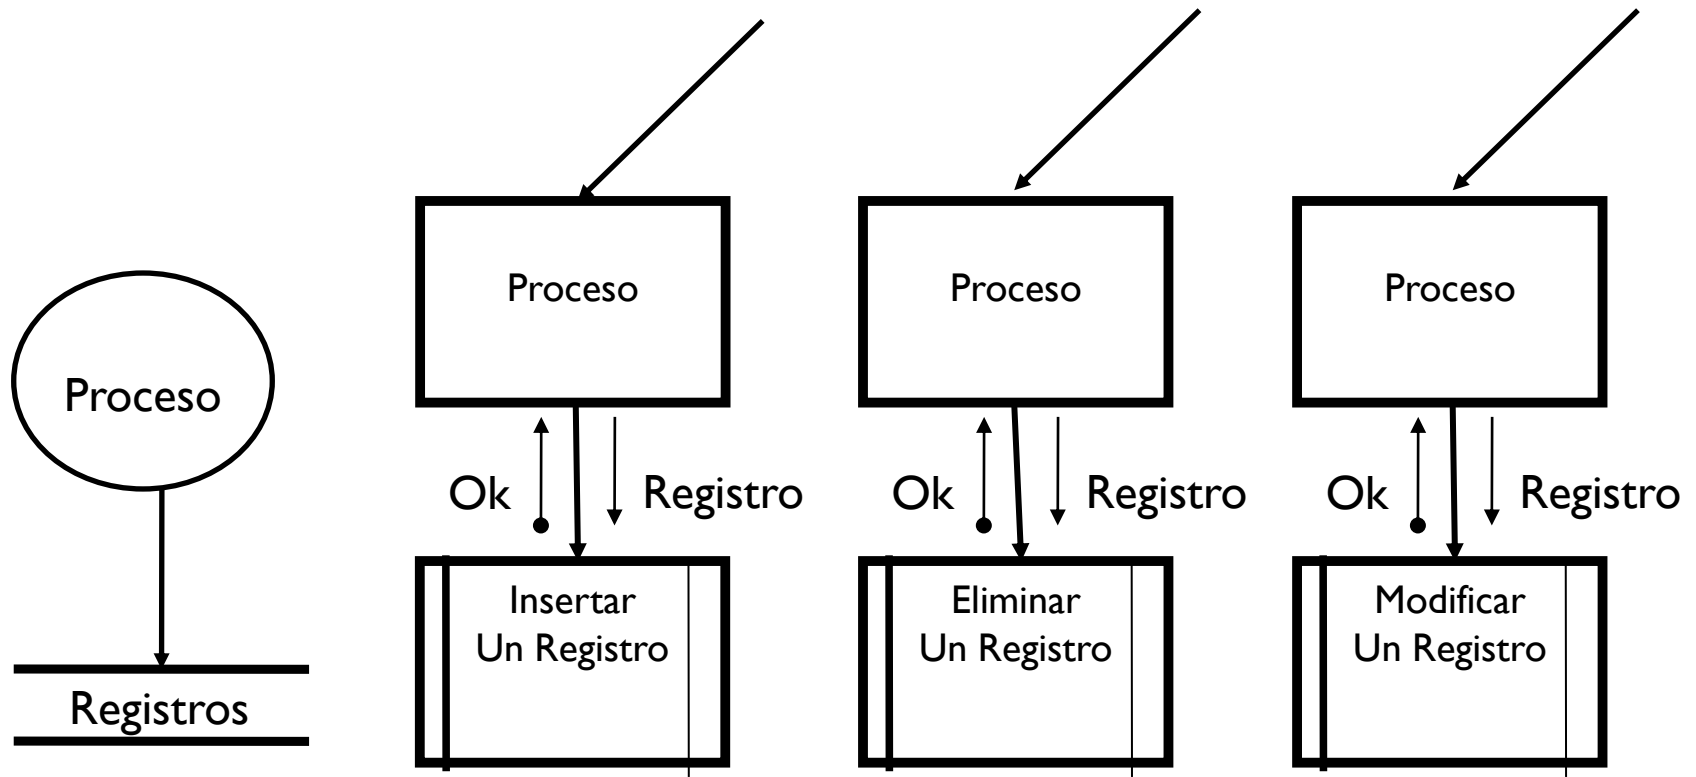 Proceso
Registros
Proceso
Ok
Registro
Insertar
Un Registro
Proceso
Ok
Registro
Eliminar
Un Registro
Proceso
Ok
Registro
Modificar
Un Registro